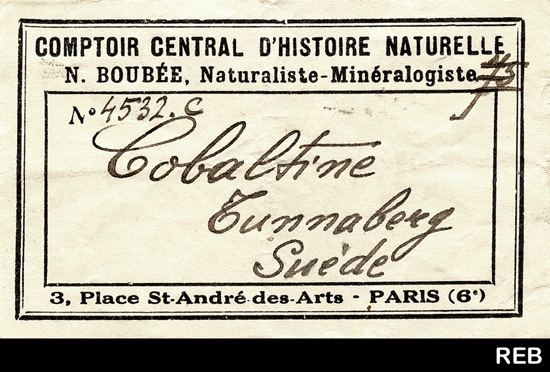 COMPTOIR CENTRAL D'HISTOIRE NATURELLE
N. BOUBÉE, Naturaliste-Minéralogiste
No 4532.C
Cobaltine
Tunnaberg
Suède
3, Place St-André-des-Arts - PARIS (6e)
REB